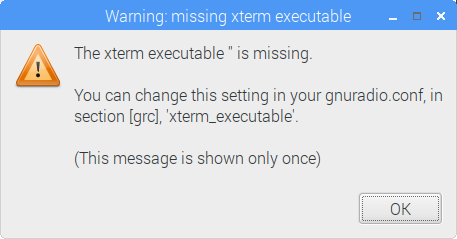 Warning: missing xterm executable
The xterm executable '' is missing.
You can change this setting in your gnuradio.conf, in
section [grc], 'xterm_executable'.
(This message is shown only once)
OK